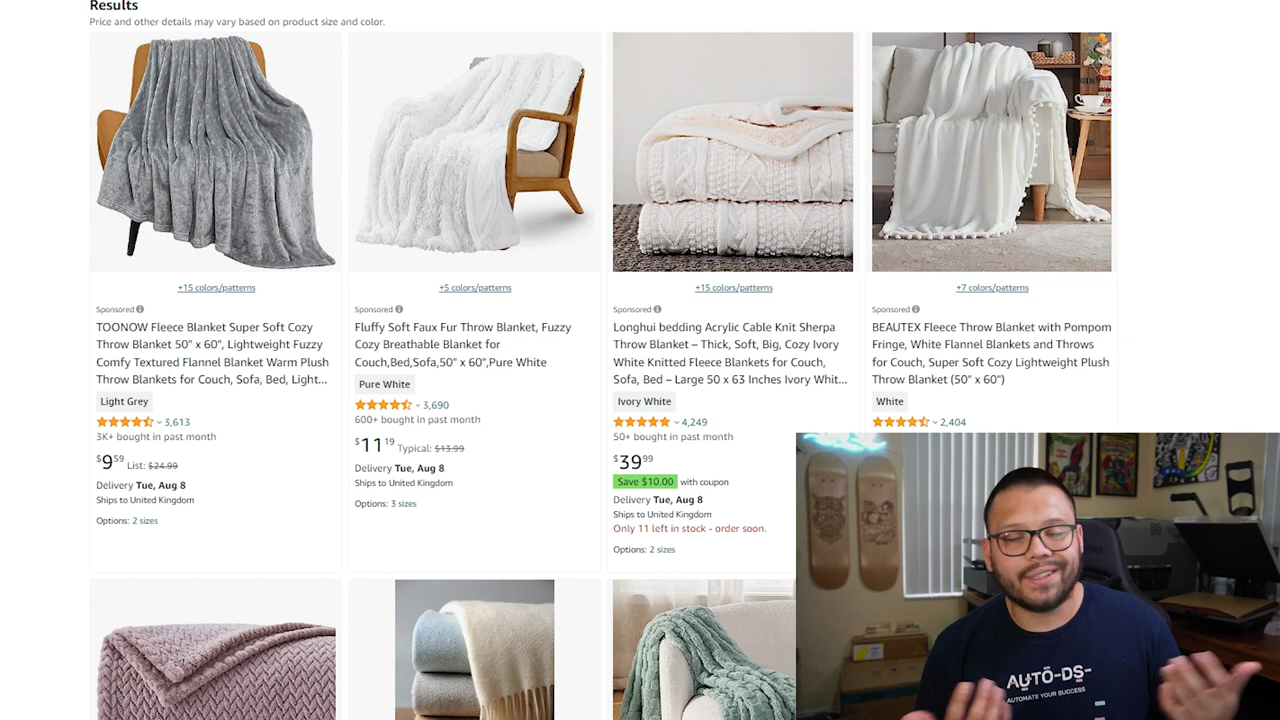 Results
Price and other details may vary based on product size and color.
+15 colors/patterns
Sponsored
TOONOW Fleece Blanket Super Soft Cozy
Throw Blanket 50" x 60", Lightweight Fuzzy
Comfy Textured Flannel Blanket Warm Plush
Throw Blankets for Couch, Sofa, Bed, Light...
Light Grey
3,613
3K+ bought in past month
$959 List: $24.99
Delivery Tue, Aug 8
Ships to United Kingdom
Options: 2 sizes
+5 colors/patterns
Sponsored
Fluffy Soft Faux Fur Throw Blanket, Fuzzy
Cozy Breathable Blanket for
Couch,Bed,Sofa,50" x 60",Pure White
Pure White
3,690
600+ bought in past month
$1119 Typical: $13.99
Delivery Tue, Aug 8
Ships to United Kingdom
Options: 3 sizes
+15 colors/patterns
Sponsored
Longhui bedding Acrylic Cable Knit Sherpa
Throw Blanket – Thick, Soft, Big, Cozy Ivory
White Knitted Fleece Blankets for Couch,
Sofa, Bed – Large 50 x 63 Inches Ivory Whit...
Ivory White
4,249
50+ bought in past month
$3999
Save $10.00 with coupon
Delivery Tue, Aug 8
Ships to United Kingdom
Only 11 left in stock - order soon.
Options: 2 sizes
+7 colors/patterns
Sponsored
BEAUTEX Fleece Throw Blanket with Pompom
Fringe, White Flannel Blankets and Throws
for Couch, Super Soft Cozy Lightweight Plush
Throw Blanket (50" x 60")
White
2,404
AUTO-DS
AUTOMATE YOUR SUCCESS